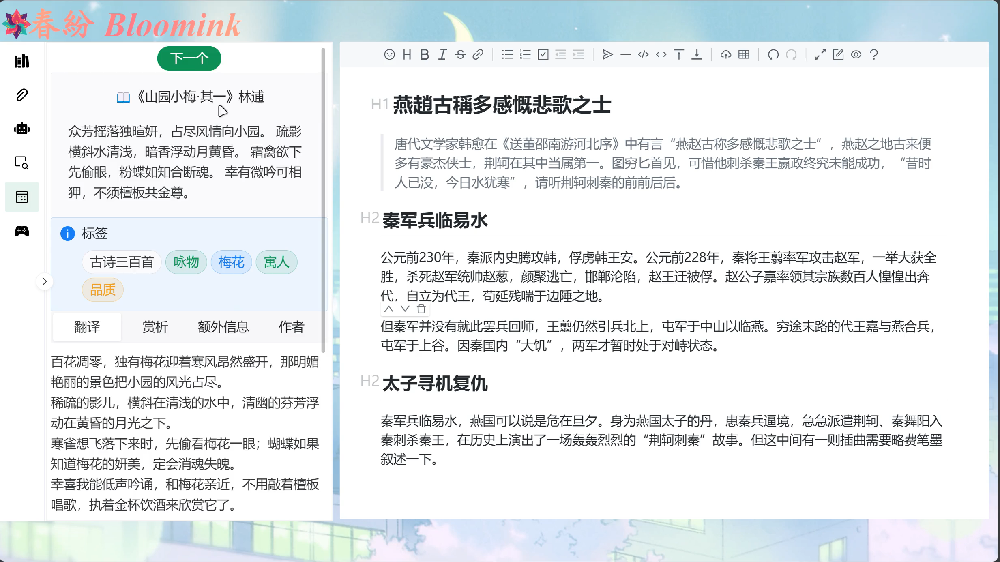 春紛 Bloomink
下一个
《山园小梅·其一》林逋
众芳摇落独暄妍，占尽风情向小园。 疏影
横斜水清浅，暗香浮动月黄昏。 霜禽欲下
先偷眼，粉蝶如知合断魂。 幸有微吟可相
狎，不须檀板共金尊。
标签
古诗三百首 咏物 梅花 寓人
品质
翻译 赏析 额外信息 作者
百花凋零，独有梅花迎着寒风昂然盛开，那明媚
艳丽的景色把小园的风光占尽。
稀疏的影儿，横斜在清浅的水中，清幽的芬芳浮
动在黄昏的月光之下。
寒雀想飞落下来时，先偷看梅花一眼；蝴蝶如果
知道梅花的妍美，定会消魂失魄。
幸喜我能低声吟诵，和梅花亲近，不用敲着檀板
唱歌，执着金杯饮酒来欣赏它了。
H1 燕趙古稱多感慨悲歌之士
唐代文学家韩愈在《送董邵南游河北序》中有言“燕赵古称多感慨悲歌之士”，燕赵之地古来便
多有豪杰侠士，荆轲在其中当属第一。图穷匕首见，可惜他刺杀秦王嬴政终究未能成功，“昔时
人已没，今日水犹寒”，请听荆轲刺秦的前前后后。
H2 秦军兵临易水
公元前230年，秦派内史腾攻韩，俘虏韩王安。公元前228年，秦将王翦率军攻击赵军，一举大获全
胜，杀死赵军统帅赵葱，颜聚逃亡，邯郸沦陷，赵王迁被俘。赵公子嘉率领其宗族数百人惶惶出奔
代，自立为代王，苟延残喘于边陲之地。
但秦军并没有就此罢兵回师，王翦仍然引兵北上，屯军于中山以临燕。穷途末路的代王嘉与燕合兵，
屯军于上谷。因秦国内“大饥”，两军才暂时处于对峙状态。
H2 太子寻机复仇
秦军兵临易水，燕国可以说是危在旦夕。身为燕国太子的丹，患秦兵逼境，急急派遣荆轲、秦舞阳入
秦刺杀秦王，在历史上演出了一场轰轰烈烈的“荆轲刺秦”故事。但这中间有一则插曲需要略费笔墨
叙述一下。